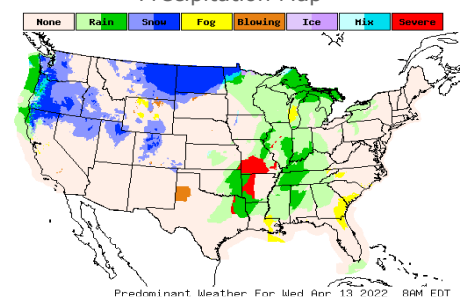 Precipitation Map
None Rain Snow Fog Blowing Ice Mix Severe
Predominant Weather For Wed Apr 13 2022 8AM EDT